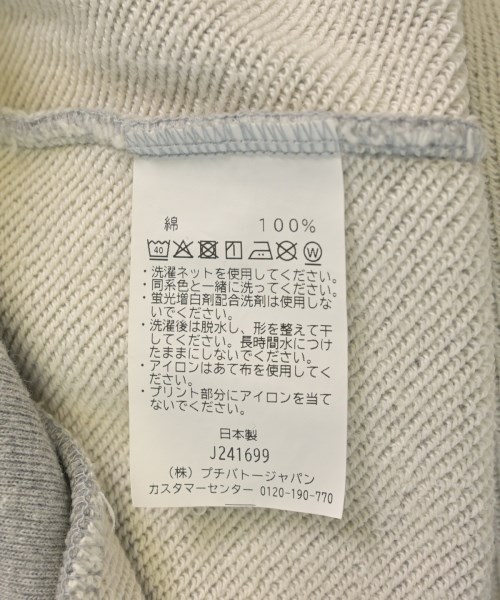 綿 100%
40 W
・洗濯ネットを使用してください。
・同系色と一緒に洗ってください。
・蛍光増白剤配合洗剤は使用しな
いでください。
・洗濯後は脱水し、形を整えて干
してください。長時間水につけ
たままにしないでください。
・アイロンはあて布を使用してく
ださい。
・プリント部分にアイロンを当て
ないでください。
日本製
J241699
(株) プチバトージャパン
カスタマーセンター 0120-190-770